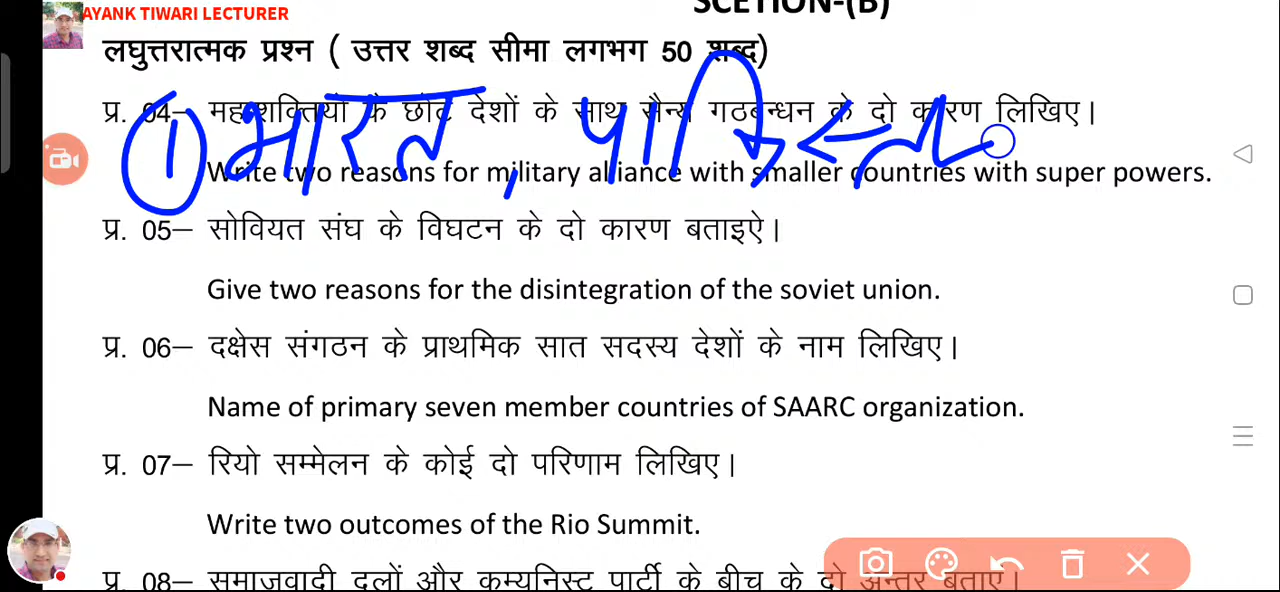 AYANK TIWARI LECTURER
SCETION-(B)
लघुत्तरात्मक प्रश्न ( उत्तर शब्द सीमा लगभग 50 शब्द)
प्र. 04– महाशक्तियों के छोटे देशों के साथ सैन्य गठबन्धन के दो कारण लिखिए।
① भारत, पाकिस्तान
Write two reasons for military alliance with smaller countries with super powers.
प्र. 05– सोवियत संघ के विघटन के दो कारण बताइऐ।
Give two reasons for the disintegration of the soviet union.
प्र. 06– दक्षेस संगठन के प्राथमिक सात सदस्य देशों के नाम लिखिए।
Name of primary seven member countries of SAARC organization.
प्र. 07– रियो सम्मेलन के कोई दो परिणाम लिखिए।
Write two outcomes of the Rio Summit.
प्र. 08– समाजवादी दलों और कम्युनिस्ट पार्टी के बीच के दो अन्तर बताएं।